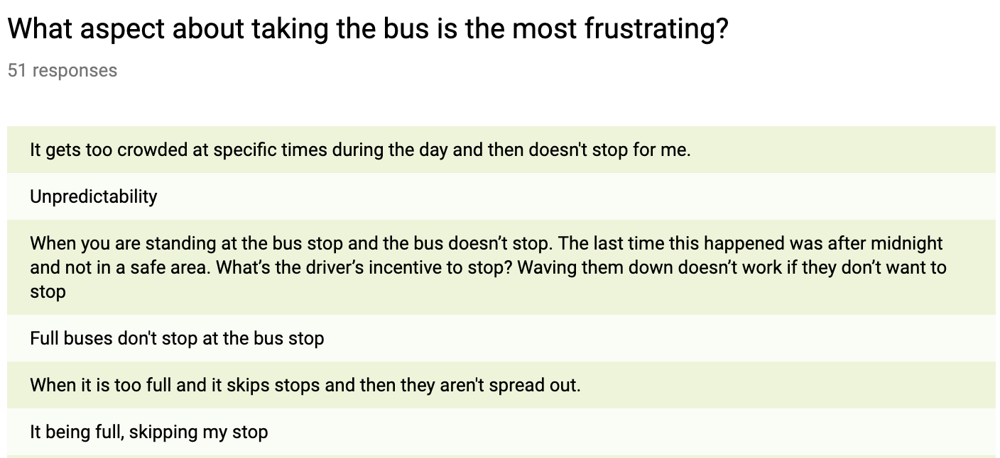 What aspect about taking the bus is the most frustrating?
51 responses
It gets too crowded at specific times during the day and then doesn't stop for me.
Unpredictability
When you are standing at the bus stop and the bus doesn’t stop. The last time this happened was after midnight
and not in a safe area. What’s the driver’s incentive to stop? Waving them down doesn’t work if they don’t want to
stop
Full buses don't stop at the bus stop
When it is too full and it skips stops and then they aren't spread out.
It being full, skipping my stop